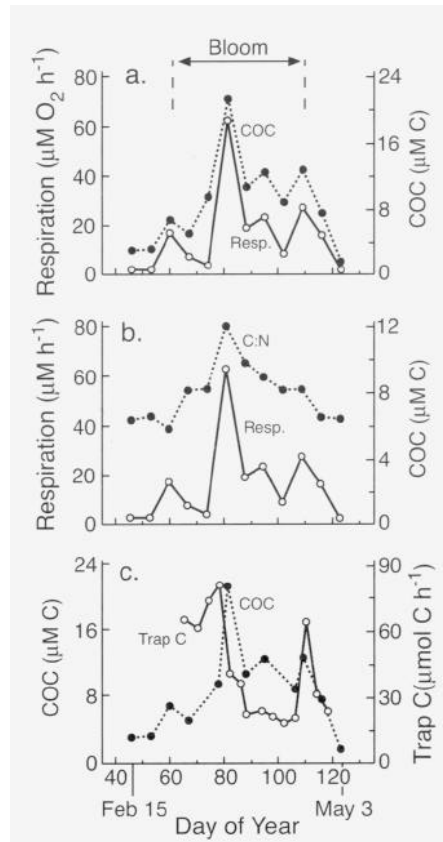 Bloom
a.
80
60
40
20
0
Respiration (μM O₂ h⁻¹)
24
16
8
0
COC (μM C)
COC
Resp.
b.
80
60
40
20
0
Respiration (μM h⁻¹)
12
8
4
0
COC (μM C)
C:N
Resp.
c.
24
16
8
0
COC (μM C)
90
60
30
0
Trap C(μmol C h⁻¹)
Trap C
COC
40 60 80 100 120
Feb 15 May 3
Day of Year